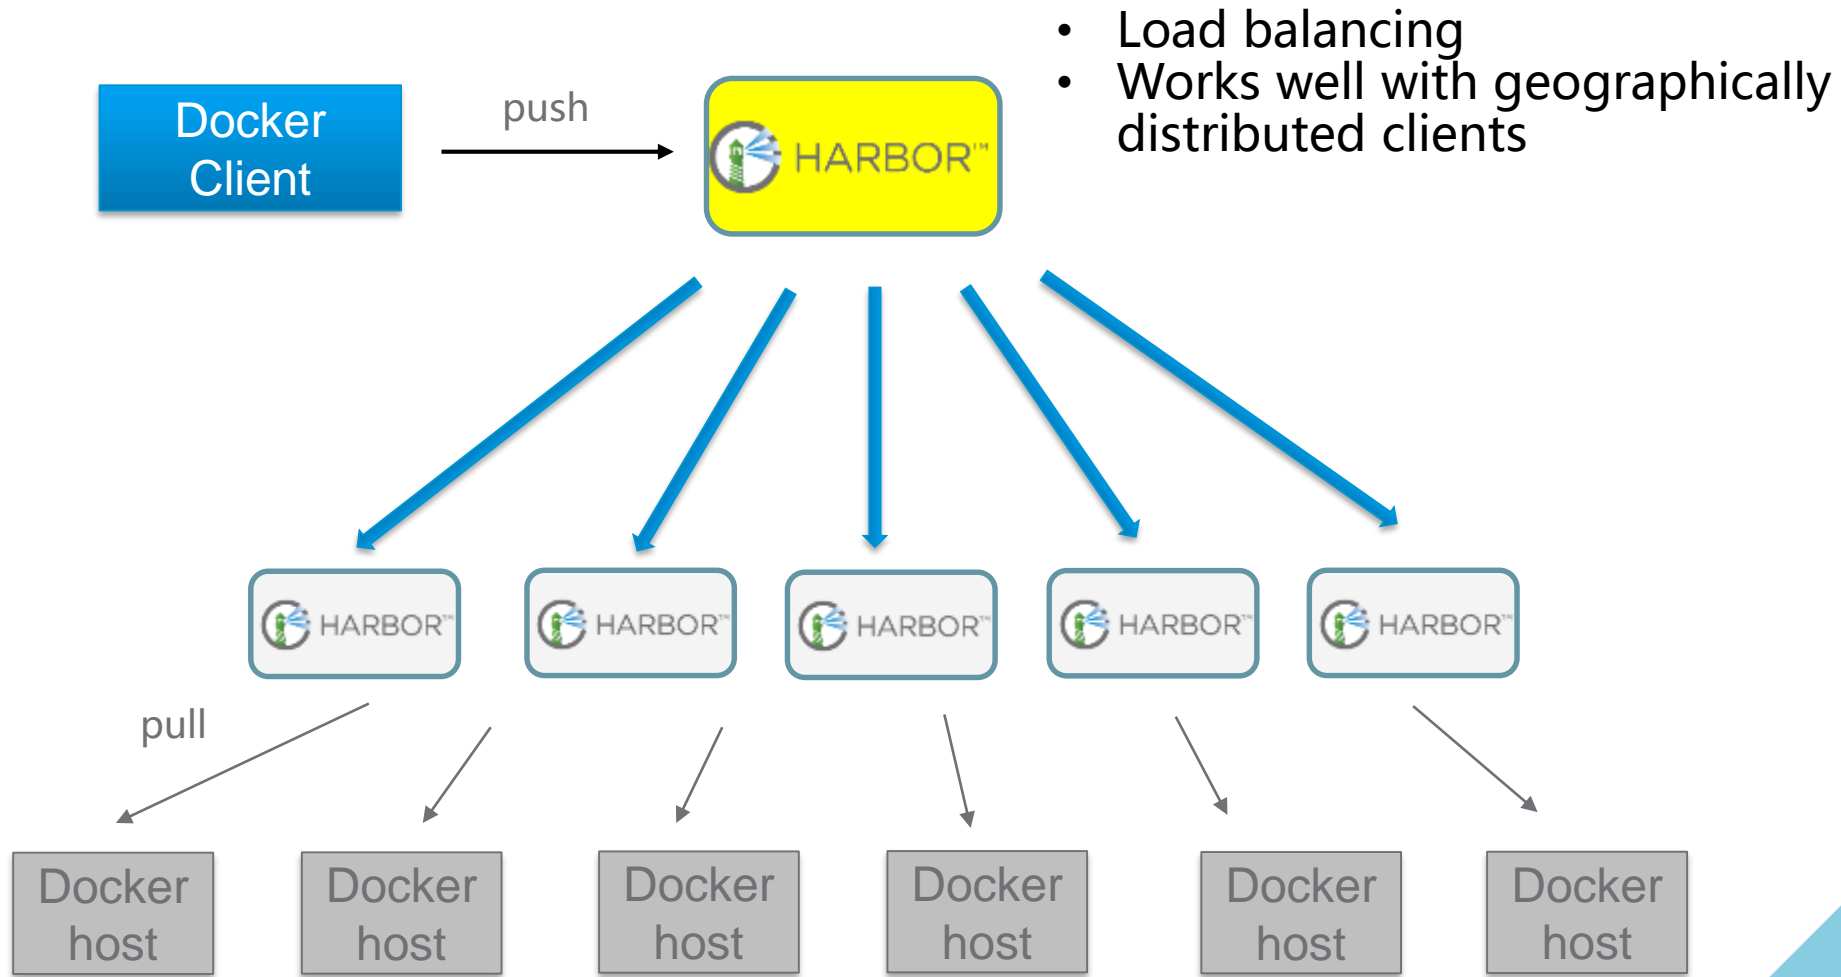 • Load balancing
• Works well with geographically
distributed clients
Docker
Client
push
HARBOR™
HARBOR™
HARBOR™
HARBOR™
HARBOR™
HARBOR™
pull
Docker
host
Docker
host
Docker
host
Docker
host
Docker
host
Docker
host